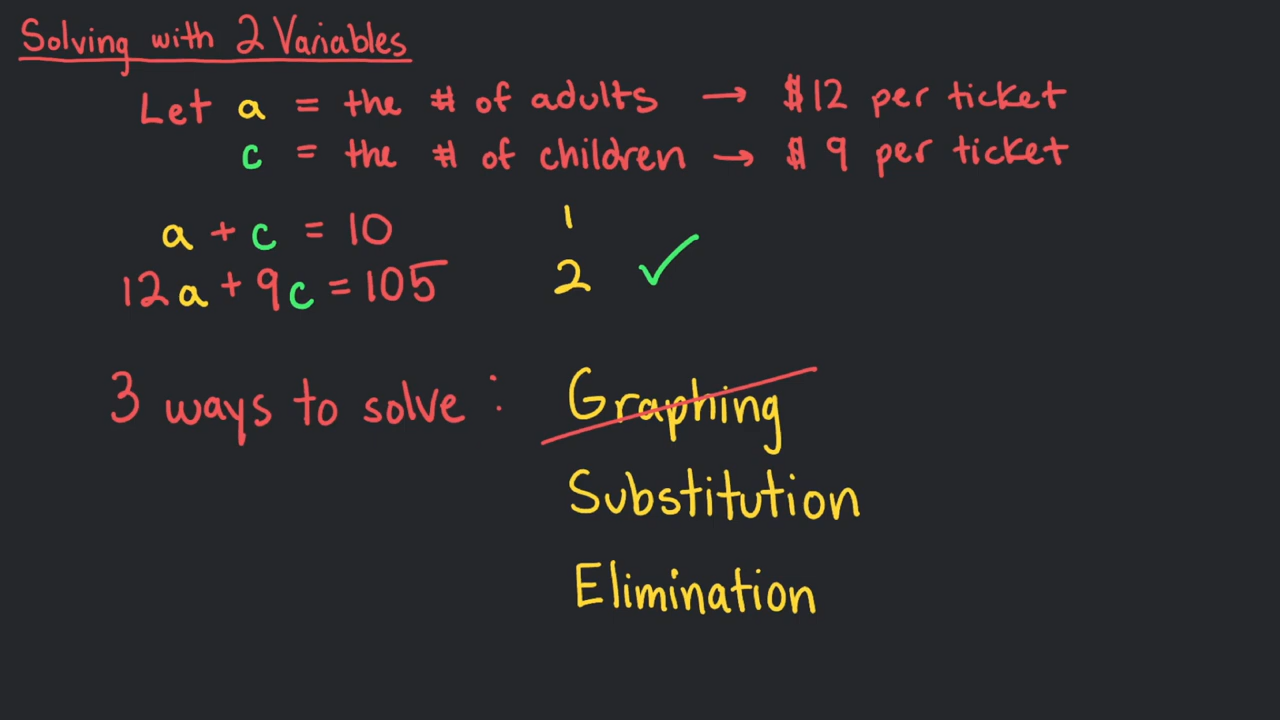 Solving with 2 Variables
Let a = the # of adults → $12 per ticket
c = the # of children → $9 per ticket
a + c = 10 1
12a + 9c = 105 2 ✓
3 ways to solve : Graphing
Substitution
Elimination